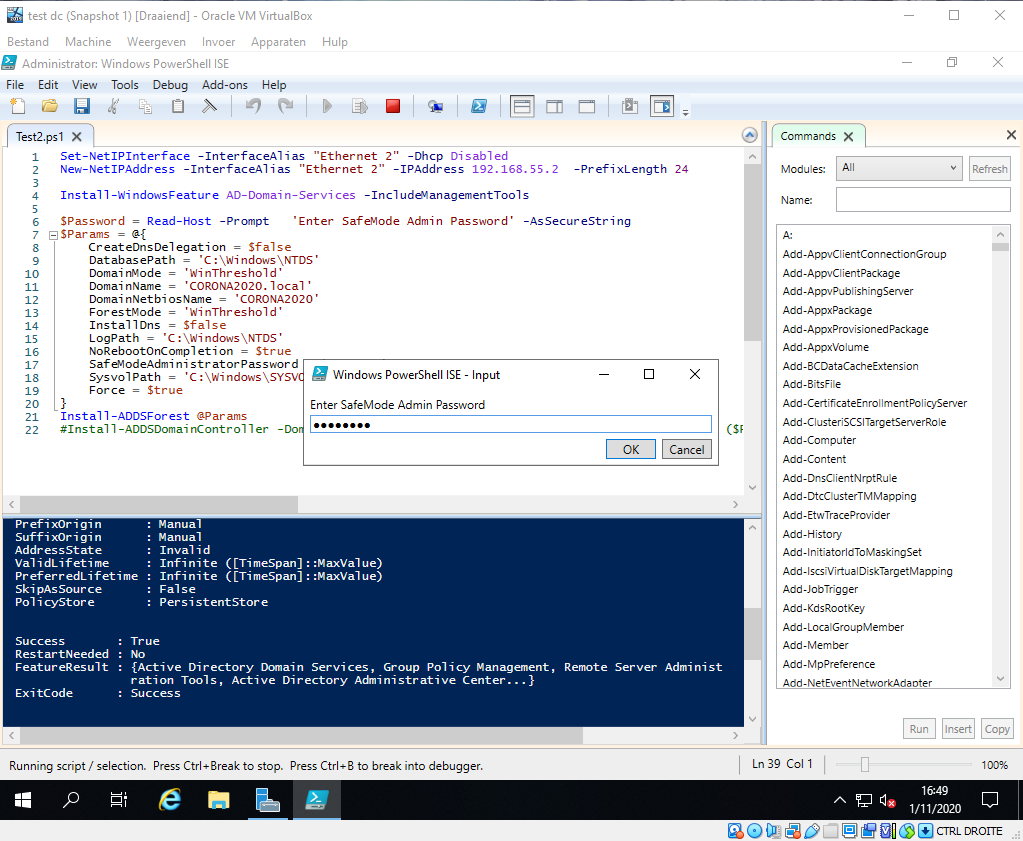 test dc (Snapshot 1) [Draaiend] - Oracle VM VirtualBox
Bestand Machine Weergeven Invoer Apparaten Hulp
Administrator: Windows PowerShell ISE
File Edit View Tools Debug Add-ons Help
Test2.ps1
1 Set-NetIPInterface -InterfaceAlias "Ethernet 2" -Dhcp Disabled
2 New-NetIPAddress -InterfaceAlias "Ethernet 2" -IPAddress 192.168.55.2 -PrefixLength 24
3
4 Install-WindowsFeature AD-Domain-Services -IncludeManagementTools
5
6 $Password = Read-Host -Prompt 'Enter SafeMode Admin Password' -AsSecureString
7 $Params = @{
8 CreateDnsDelegation = $false
9 DatabasePath = 'C:\Windows\NTDS'
10 DomainMode = 'WinThreshold'
11 DomainName = 'CORONA2020.local'
12 DomainNetbiosName = 'CORONA2020'
13 ForestMode = 'WinThreshold'
14 InstallDns = $false
15 LogPath = 'C:\Windows\NTDS'
16 NoRebootOnCompletion = $true
17 SafeModeAdministratorPassword
18 SysvolPath = 'C:\Windows\SYSVO
19 Force = $true
20 }
21 Install-ADDSForest @Params
22 #Install-ADDSDomainController -Dom ($P
Windows PowerShell ISE - Input
Enter SafeMode Admin Password
●●●●●●●●
OK Cancel
PrefixOrigin : Manual
SuffixOrigin : Manual
AddressState : Invalid
ValidLifetime : Infinite ([TimeSpan]::MaxValue)
PreferredLifetime : Infinite ([TimeSpan]::MaxValue)
SkipAsSource : False
PolicyStore : PersistentStore
Success : True
RestartNeeded : No
FeatureResult : {Active Directory Domain Services, Group Policy Management, Remote Server Administ
ration Tools, Active Directory Administrative Center...}
ExitCode : Success
Commands
Modules: All Refresh
Name:
A:
Add-AppvClientConnectionGroup
Add-AppvClientPackage
Add-AppvPublishingServer
Add-AppxPackage
Add-AppxProvisionedPackage
Add-AppxVolume
Add-BCDataCacheExtension
Add-BitsFile
Add-CertificateEnrollmentPolicyServer
Add-ClusteriSCSITargetServerRole
Add-Computer
Add-Content
Add-DnsClientNrptRule
Add-DtcClusterTMMapping
Add-EtwTraceProvider
Add-History
Add-InitiatorIdToMaskingSet
Add-IscsiVirtualDiskTargetMapping
Add-JobTrigger
Add-KdsRootKey
Add-LocalGroupMember
Add-Member
Add-MpPreference
Add-NetEventNetworkAdapter
Run Insert Copy
Running script / selection. Press Ctrl+Break to stop. Press Ctrl+B to break into debugger.
Ln 39 Col 1
100%
16:49
1/11/2020
CTRL DROITE